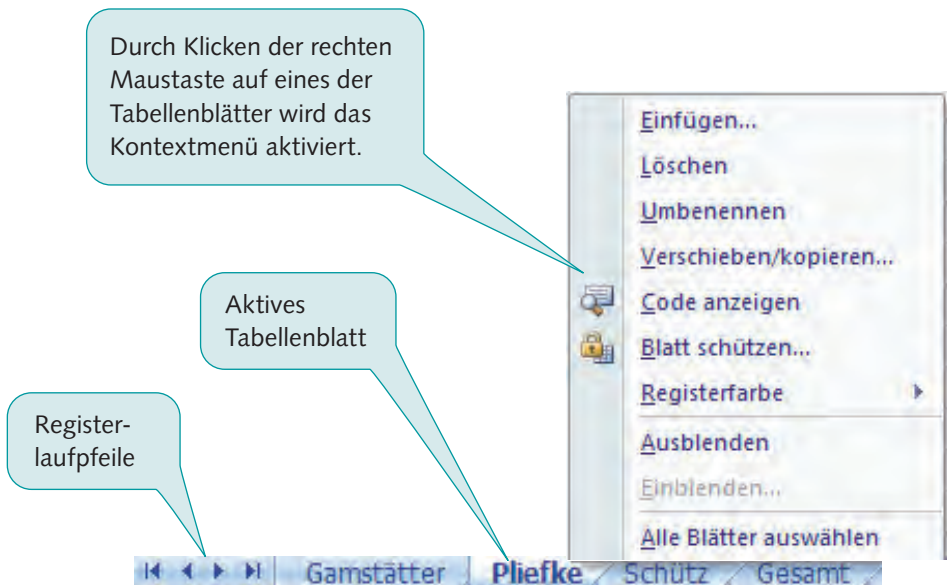 Durch Klicken der rechten
Maustaste auf eines der
Tabellenblätter wird das
Kontextmenü aktiviert.
Einfügen...
Löschen
Umbenennen
Verschieben/kopieren...
Code anzeigen
Blatt schützen...
Registerfarbe
Ausblenden
Einblenden...
Alle Blätter auswählen
Aktives
Tabellenblatt
Register-
laufpfeile
Gamstätter Pliefke Schütz Gesamt